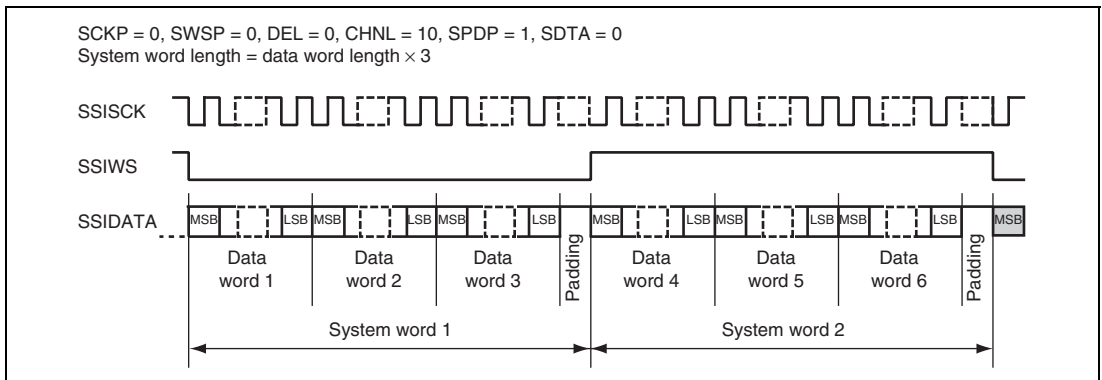 SCKP = 0, SWSP = 0, DEL = 0, CHNL = 10, SPDP = 1, SDTA = 0
System word length = data word length × 3
SSISCK
SSIWS
SSIDATA
MSB LSB MSB LSB MSB LSB MSB LSB MSB LSB MSB LSB MSB
Data word 1
Data word 2
Data word 3
Padding
Data word 4
Data word 5
Data word 6
Padding
System word 1
System word 2